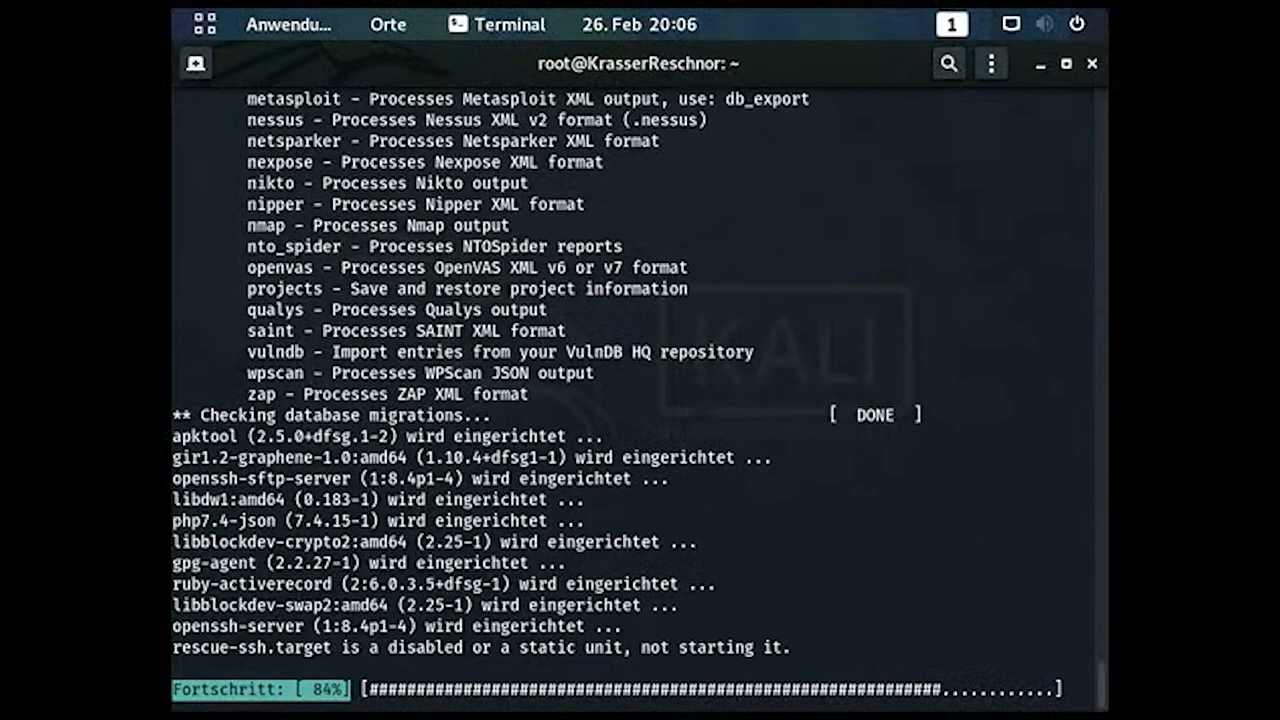 Anwendu... Orte Terminal 26. Feb 20:06 1
root@KrasserReschnor: ~
metasploit - Processes Metasploit XML output, use: db_export
nessus - Processes Nessus XML v2 format (.nessus)
netsparker - Processes Netsparker XML format
nexpose - Processes Nexpose XML format
nikto - Processes Nikto output
nipper - Processes Nipper XML format
nmap - Processes Nmap output
nto_spider - Processes NTOSpider reports
openvas - Processes OpenVAS XML v6 or v7 format
projects - Save and restore project information
qualys - Processes Qualys output
saint - Processes SAINT XML format
vulndb - Import entries from your VulnDB HQ repository
wpscan - Processes WPScan JSON output
zap - Processes ZAP XML format
KALI
** Checking database migrations... [ DONE ]
apktool (2.5.0+dfsg.1-2) wird eingerichtet ...
gir1.2-graphene-1.0:amd64 (1.10.4+dfsg1-1) wird eingerichtet ...
openssh-sftp-server (1:8.4p1-4) wird eingerichtet ...
libdw1:amd64 (0.183-1) wird eingerichtet ...
php7.4-json (7.4.15-1) wird eingerichtet ...
libblockdev-crypto2:amd64 (2.25-1) wird eingerichtet ...
gpg-agent (2.2.27-1) wird eingerichtet ...
ruby-activerecord (2:6.0.3.5+dfsg-1) wird eingerichtet ...
libblockdev-swap2:amd64 (2.25-1) wird eingerichtet ...
openssh-server (1:8.4p1-4) wird eingerichtet ...
rescue-ssh.target is a disabled or a static unit, not starting it.
Fortschritt: [ 84%] [#############################################################............]